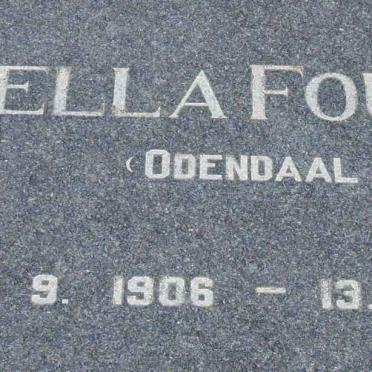 ELLA FOU
(ODENDAAL
9. 1906 – 13.